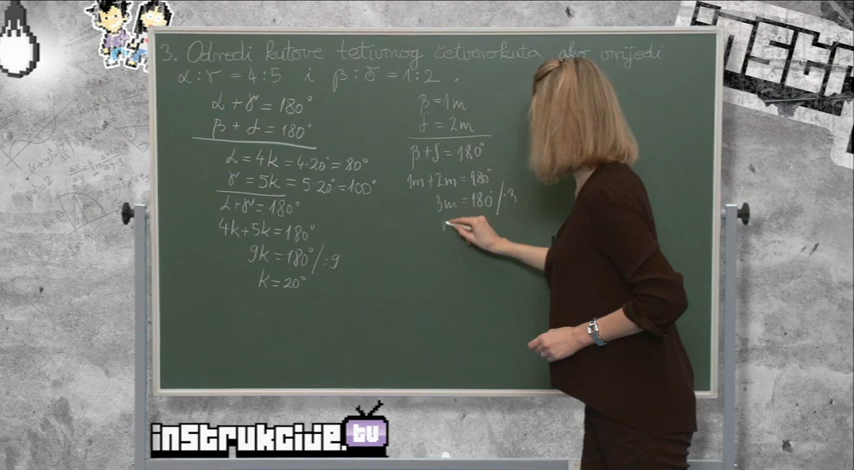 3. Odredi kutove tetivnog četverokuta ako vrijedi
α : γ = 4 : 5 i β : δ = 1 : 2 .
α + γ = 180°
β + δ = 180°
α = 4k = 4·20° = 80°
γ = 5k = 5·20° = 100°
α + γ = 180°
4k + 5k = 180°
9k = 180° / :9
k = 20°
β = 1m
δ = 2m
β + δ = 180°
1m + 2m = 180°
3m = 180° / :3
instrukcije.tv